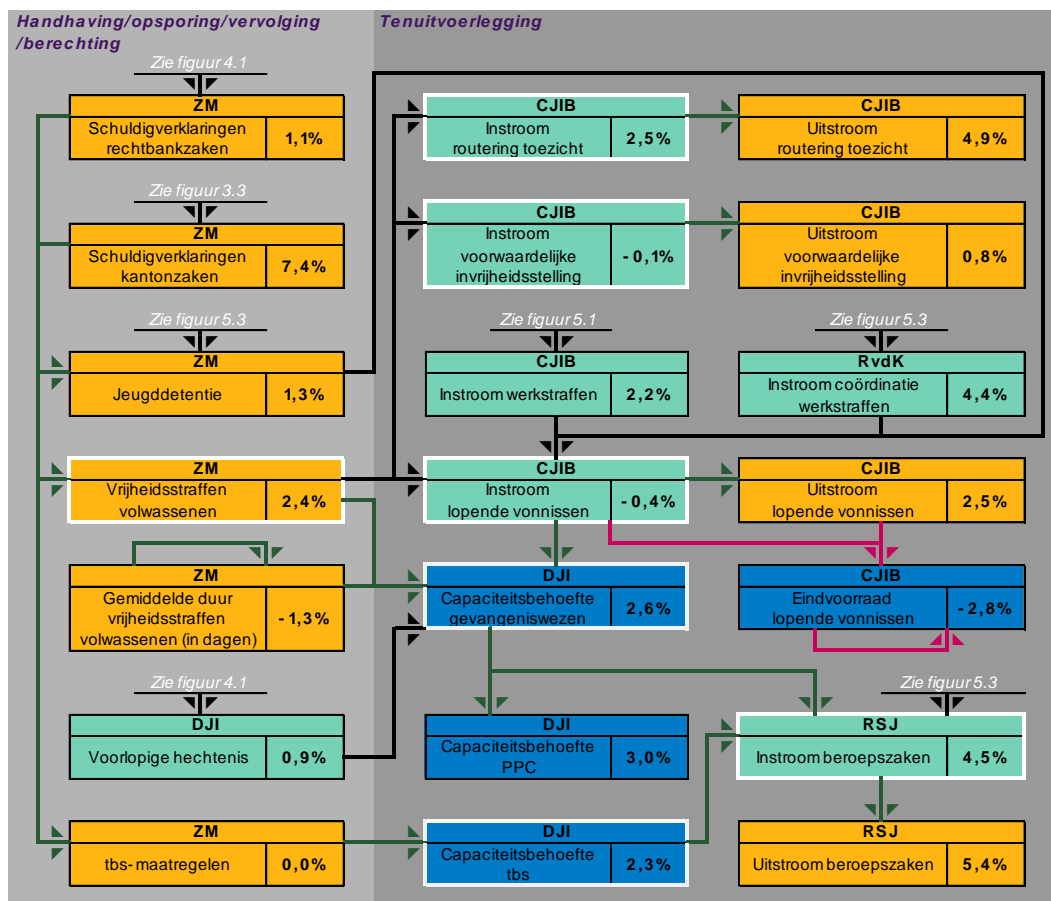 Handhaving/opsporing/vervolging
/berechting
Tenuitvoerlegging
Zie figuur 4.1
ZM
Schuldigverklaringen
rechtbankzaken
1,1%
CJIB
Instroom
routering toezicht
2,5%
CJIB
Uitstroom
routering toezicht
4,9%
Zie figuur 3.3
ZM
Schuldigverklaringen
kantonzaken
7,4%
CJIB
Instroom
voorwaardelijke
invrijheidsstelling
- 0,1%
CJIB
Uitstroom
voorwaardelijke
invrijheidsstelling
0,8%
Zie figuur 5.3
ZM
Jeugddetentie
1,3%
Zie figuur 5.1
CJIB
Instroom werkstraffen
2,2%
Zie figuur 5.3
RvdK
Instroom coördinatie
werkstraffen
4,4%
ZM
Vrijheidsstraffen
volwassenen
2,4%
CJIB
Instroom
lopende vonnissen
-0,4%
CJIB
Uitstroom
lopende vonnissen
2,5%
ZM
Gemiddelde duur
vrijheidsstraffen
volwassenen (in dagen)
- 1,3%
DJI
Capaciteitsbehoefte
gevangeniswezen
2,6%
CJIB
Eindvoorraad
lopende vonnissen
- 2,8%
Zie figuur 4.1
DJI
Voorlopige hechtenis
0,9%
DJI
Capaciteitsbehoefte
PPC
3,0%
Zie figuur 5.3
RSJ
Instroom beroepszaken
4,5%
ZM
tbs- maatregelen
0,0%
DJI
Capaciteitsbehoefte
tbs
2,3%
RSJ
Uitstroom beroepszaken
5,4%